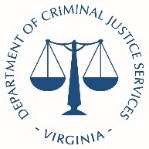 DEPARTMENT OF CRIMINAL JUSTICE SERVICES
- VIRGINIA -